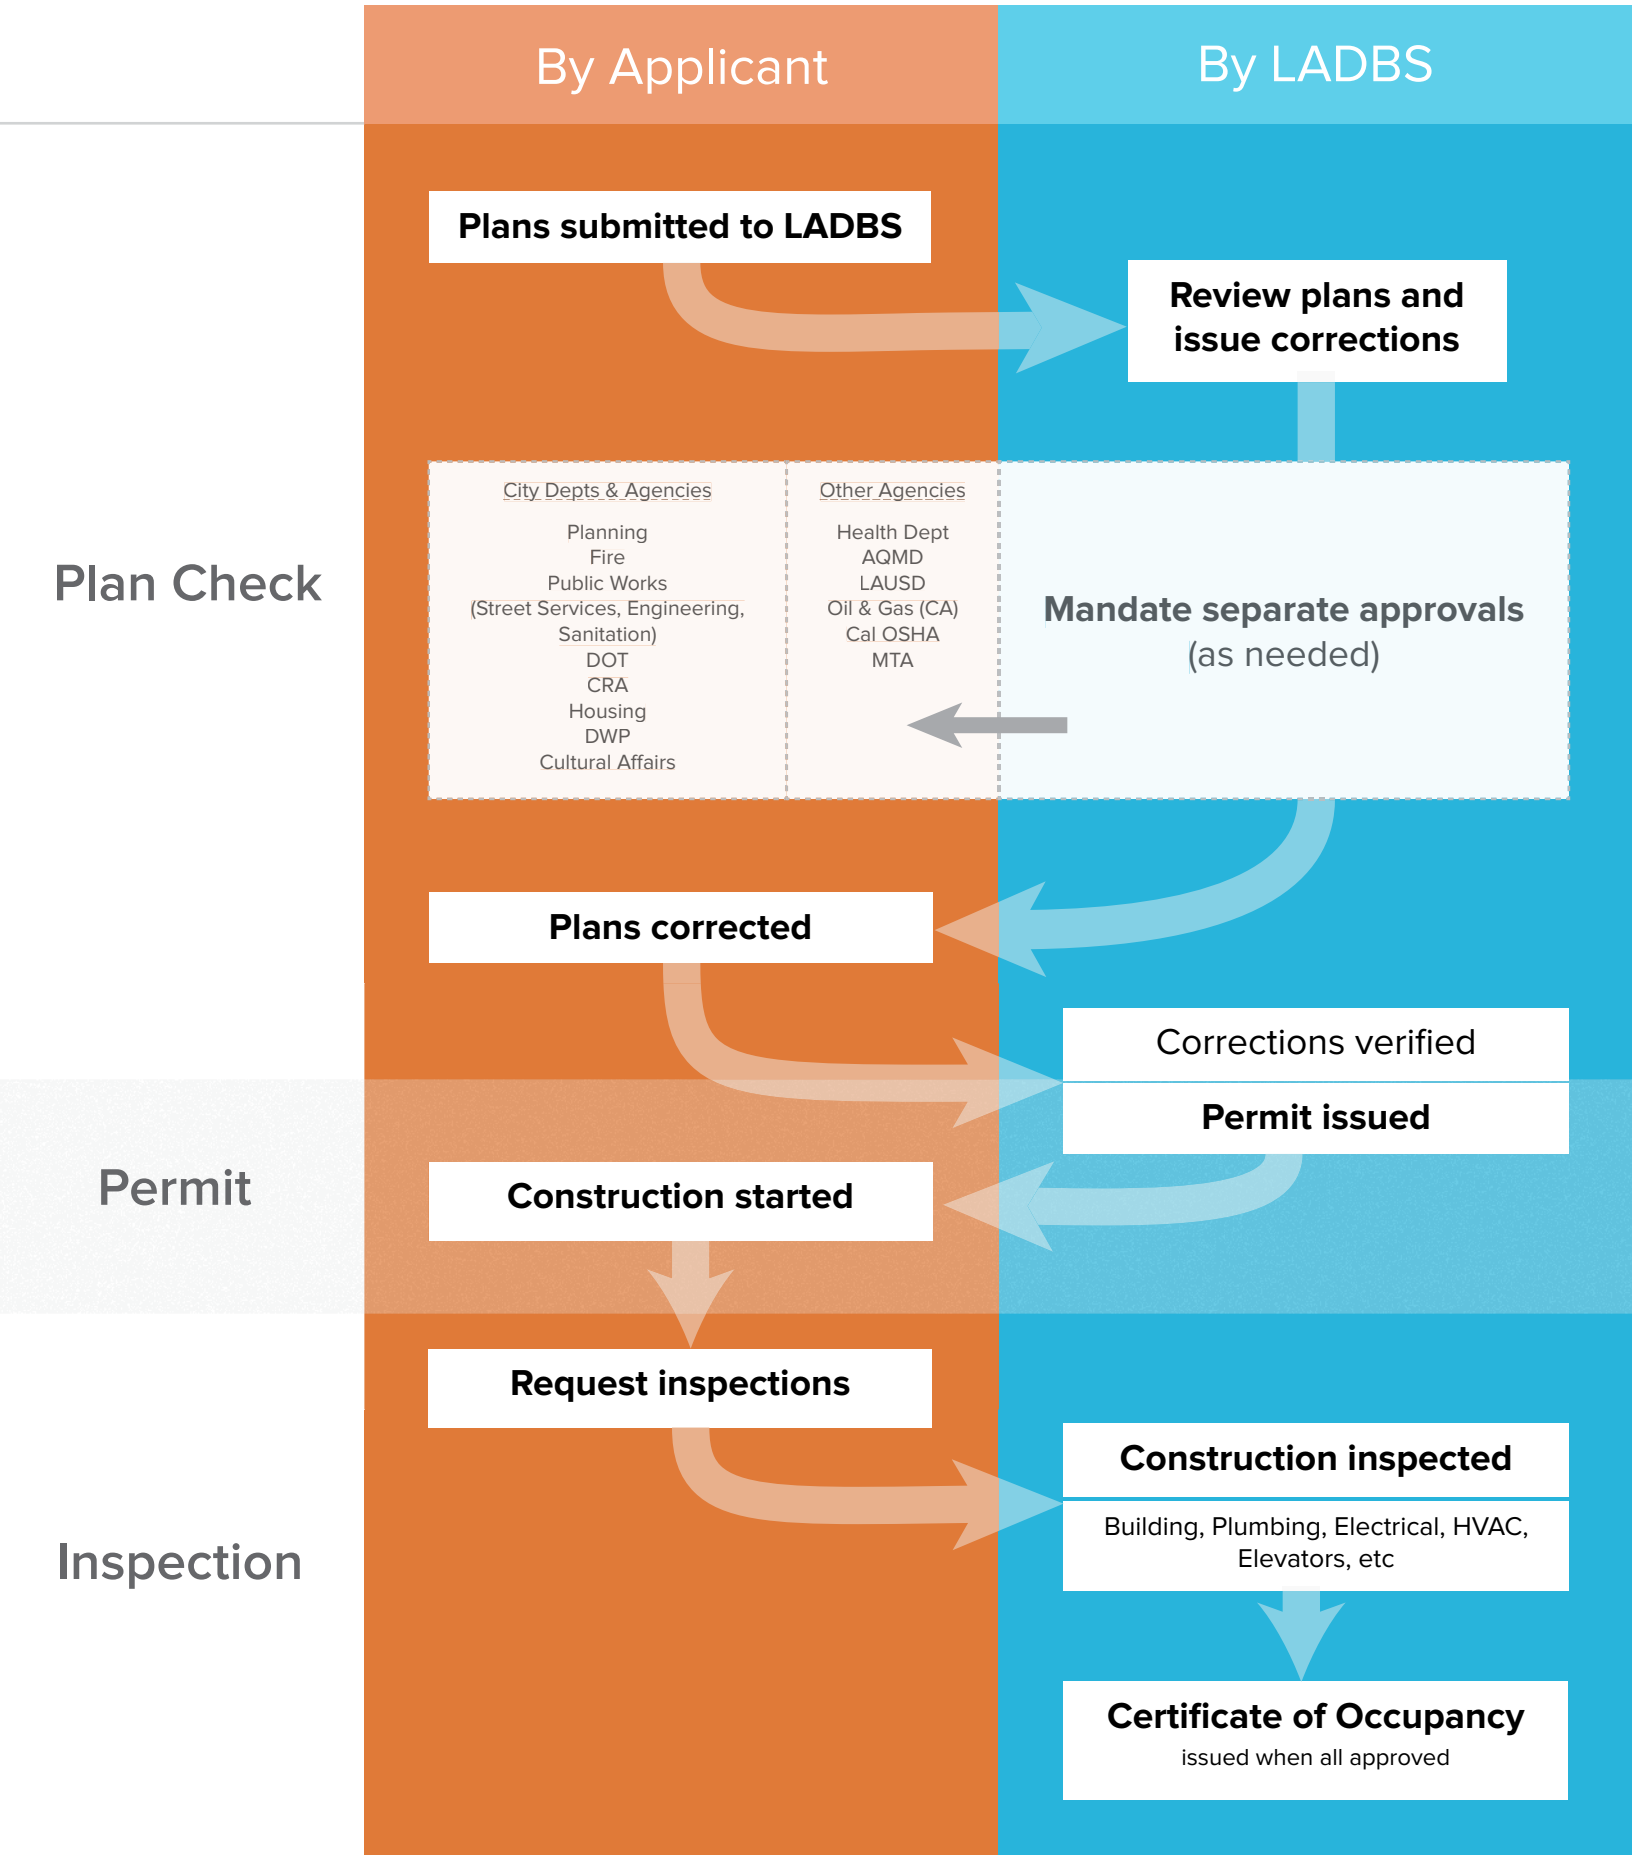 By Applicant
By LADBS
Plans submitted to LADBS
Review plans and
issue corrections
Plan Check
City Depts & Agencies
Planning
Fire
Public Works
(Street Services, Engineering,
Sanitation)
DOT
CRA
Housing
DWP
Cultural Affairs
Other Agencies
Health Dept
AQMD
LAUSD
Oil & Gas (CA)
Cal OSHA
MTA
Mandate separate approvals
(as needed)
Plans corrected
Corrections verified
Permit issued
Permit
Construction started
Request inspections
Construction inspected
Building, Plumbing, Electrical, HVAC,
Elevators, etc
Inspection
Certificate of Occupancy
issued when all approved